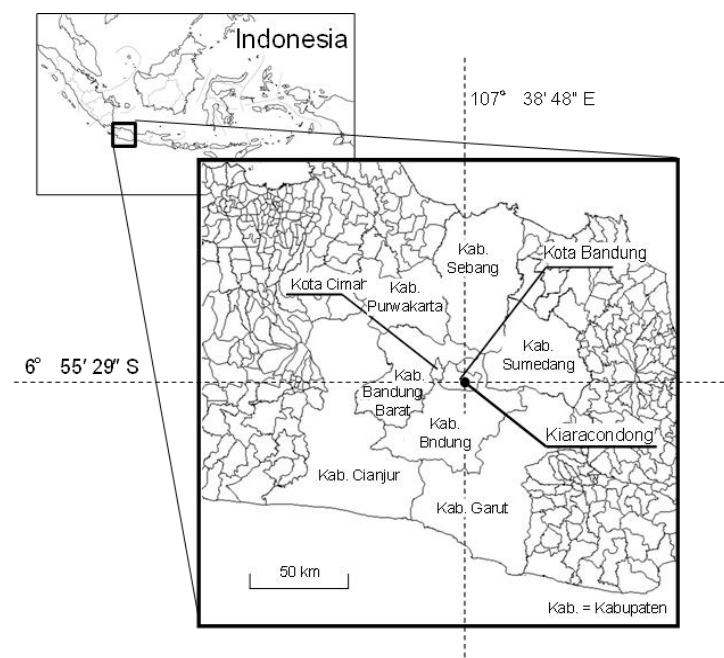 Indonesia
107° 38' 48" E
Kab.
Sebang
Kota Bandung
Kota Cimar
Kab.
Purwakarta
Kab.
Sumedang
6° 55' 29" S
Kab.
Bandung
Barat
Kab.
Bndung
Kiaracondong
Kab. Cianjur
Kab. Garut
50 km
Kab. = Kabupaten